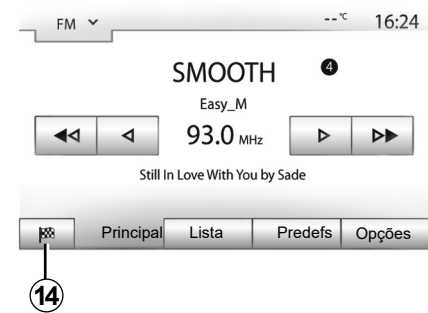 FM --°C 16:24
SMOOTH 4
Easy_M
93.0 MHz
Still In Love With You by Sade
Principal Lista Predefs Opções
14